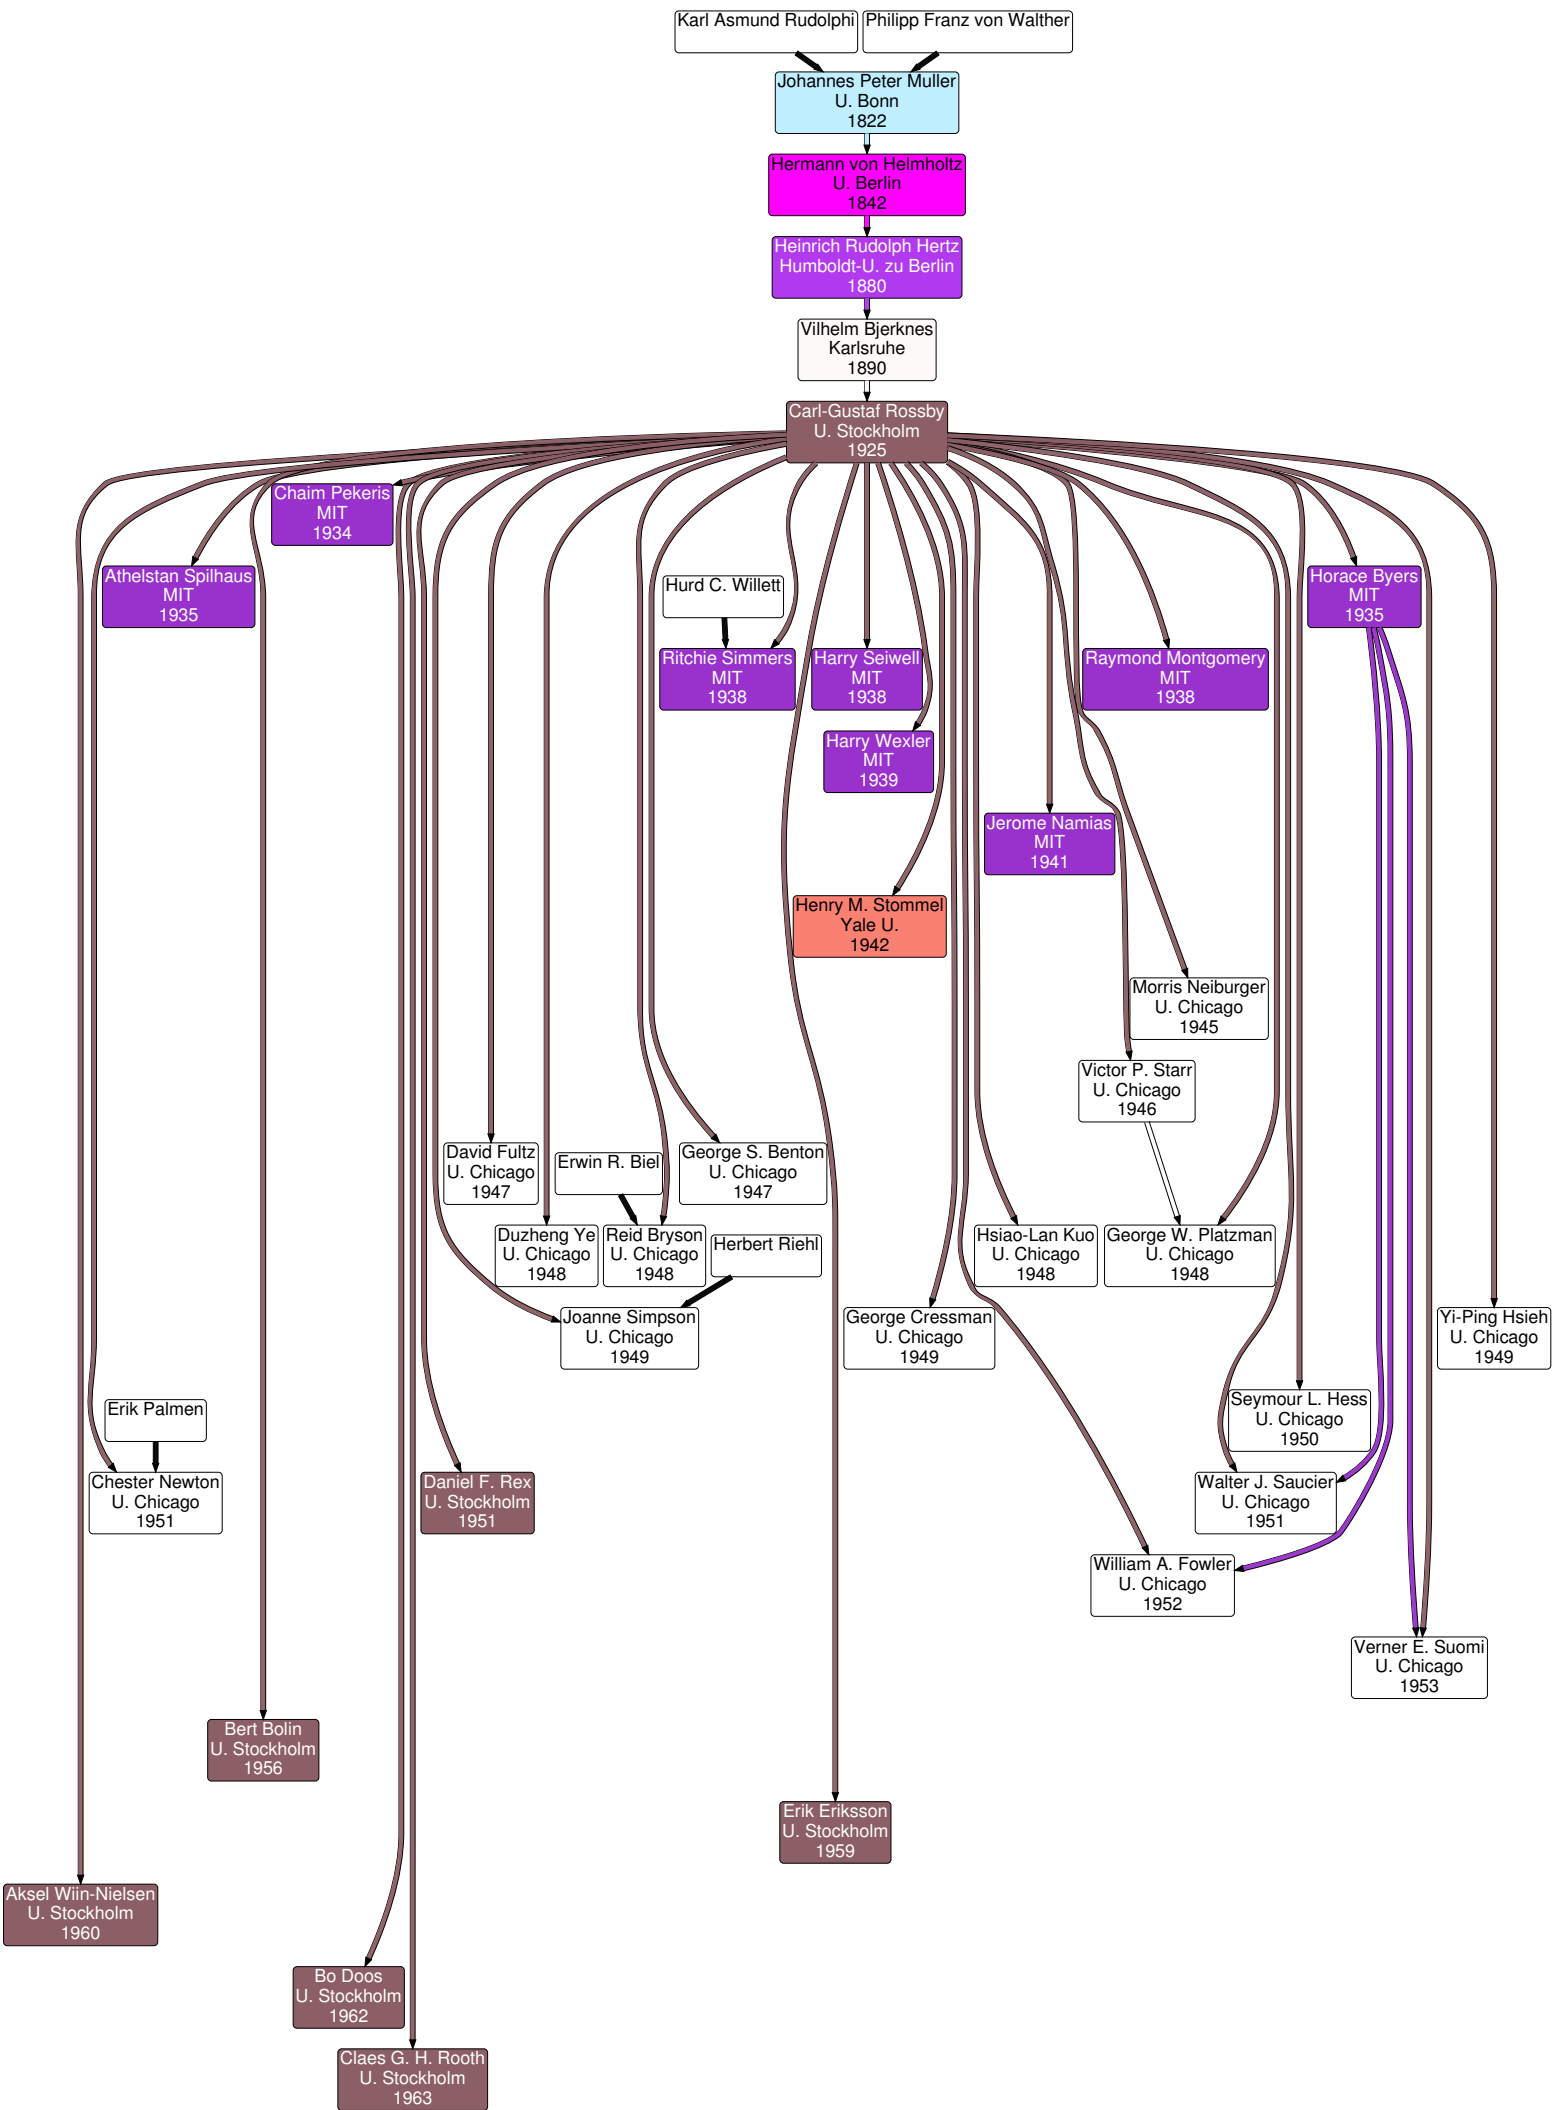 Karl Asmund Rudolphi
Philipp Franz von Walther
Johannes Peter Muller
U. Bonn
1822
Hermann von Helmholtz
U. Berlin
1842
Heinrich Rudolph Hertz
Humboldt-U. zu Berlin
1880
Vilhelm Bjerknes
Karlsruhe
1890
Carl-Gustaf Rossby
U. Stockholm
1925
Chaim Pekeris
MIT
1934
Athelstan Spilhaus
MIT
1935
Horace Byers
MIT
1935
Hurd C. Willett
Ritchie Simmers
MIT
1938
Harry Seiwell
MIT
1938
Raymond Montgomery
MIT
1938
Harry Wexler
MIT
1939
Jerome Namias
MIT
1941
Henry M. Stommel
Yale U.
1942
Morris Neiburger
U. Chicago
1945
Victor P. Starr
U. Chicago
1946
David Fultz
U. Chicago
1947
Erwin R. Biel
George S. Benton
U. Chicago
1947
Duzheng Ye
U. Chicago
1948
Reid Bryson
U. Chicago
1948
Herbert Riehl
Hsiao-Lan Kuo
U. Chicago
1948
George W. Platzman
U. Chicago
1948
Joanne Simpson
U. Chicago
1949
George Cressman
U. Chicago
1949
Yi-Ping Hsieh
U. Chicago
1949
Erik Palmen
Seymour L. Hess
U. Chicago
1950
Chester Newton
U. Chicago
1951
Daniel F. Rex
U. Stockholm
1951
Walter J. Saucier
U. Chicago
1951
William A. Fowler
U. Chicago
1952
Verner E. Suomi
U. Chicago
1953
Bert Bolin
U. Stockholm
1956
Erik Eriksson
U. Stockholm
1959
Aksel Wiin-Nielsen
U. Stockholm
1960
Bo Doos
U. Stockholm
1962
Claes G. H. Rooth
U. Stockholm
1963